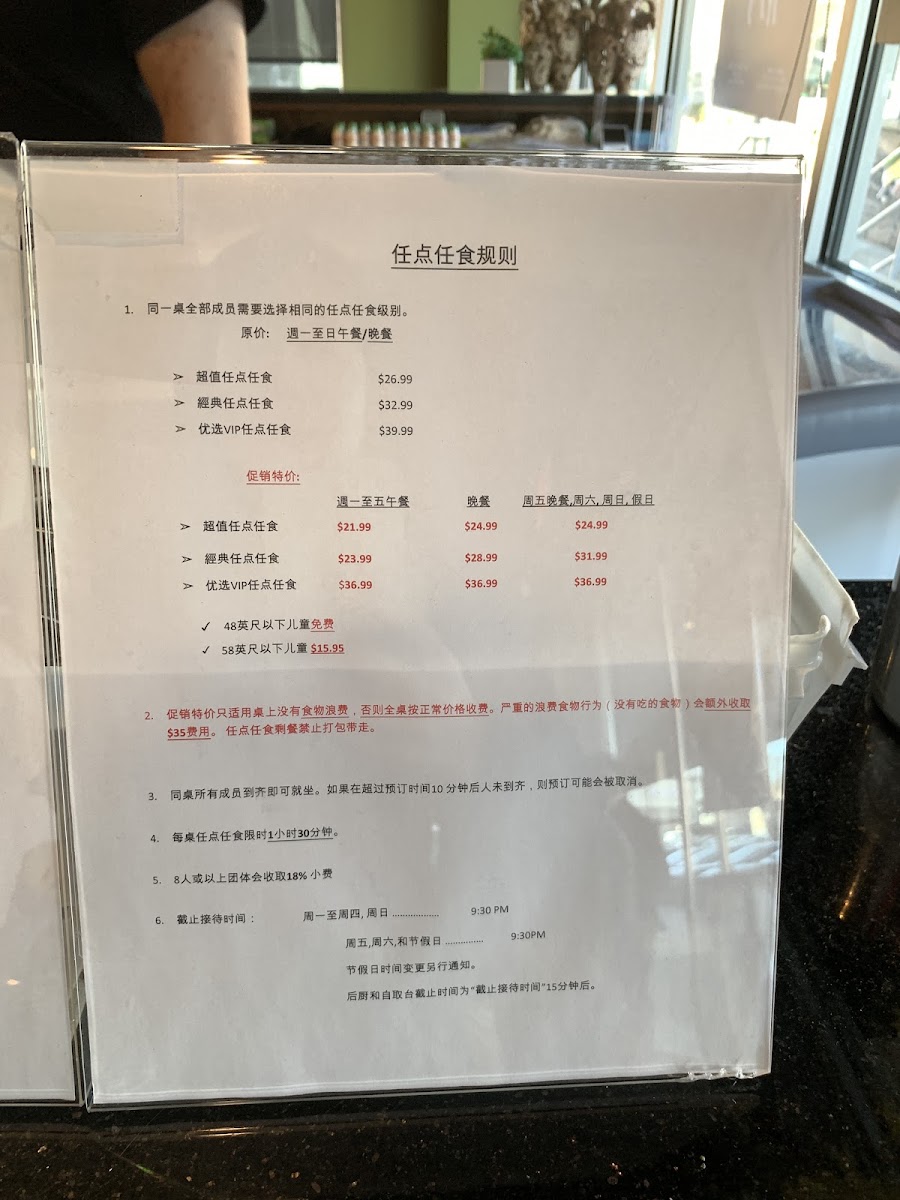 任点任食规则
1. 同一桌全部成员需要选择相同的任点任食级别。
原价: 週一至日午餐/晚餐
➢ 超值任点任食 $26.99
➢ 經典任点任食 $32.99
➢ 优选VIP任点任食 $39.99
促销特价:
週一至五午餐 晚餐 周五晚餐,周六, 周日, 假日
➢ 超值任点任食 $21.99 $24.99 $24.99
➢ 經典任点任食 $23.99 $28.99 $31.99
➢ 优选VIP任点任食 $36.99 $36.99 $36.99
✓ 48英尺以下儿童免费
✓ 58英尺以下儿童 $15.95
2. 促销特价只适用桌上没有食物浪费，否则全桌按正常价格收费。严重的浪费食物行为（没有吃的食物）会额外收取
$35费用。 任点任食剩餐禁止打包带走。
3. 同桌所有成员到齐即可就坐。如果在超过预订时间10 分钟后人未到齐，则预订可能会被取消。
4. 每桌任点任食限时1小时30分钟。
5. 8人或以上团体会收取18% 小费
6. 截止接待时间： 周一至周四, 周日 .................. 9:30 PM
周五,周六,和节假日 ............... 9:30PM
节假日时间变更另行通知。
后厨和自取台截止时间为"截止接待时间"15分钟后。